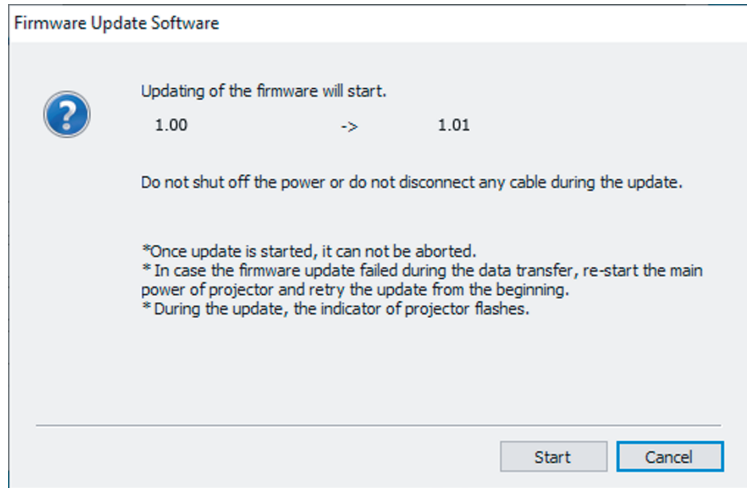 Firmware Update Software
Updating of the firmware will start.
1.00 -> 1.01
Do not shut off the power or do not disconnect any cable during the update.
*Once update is started, it can not be aborted.
* In case the firmware update failed during the data transfer, re-start the main
power of projector and retry the update from the beginning.
* During the update, the indicator of projector flashes.
Start Cancel